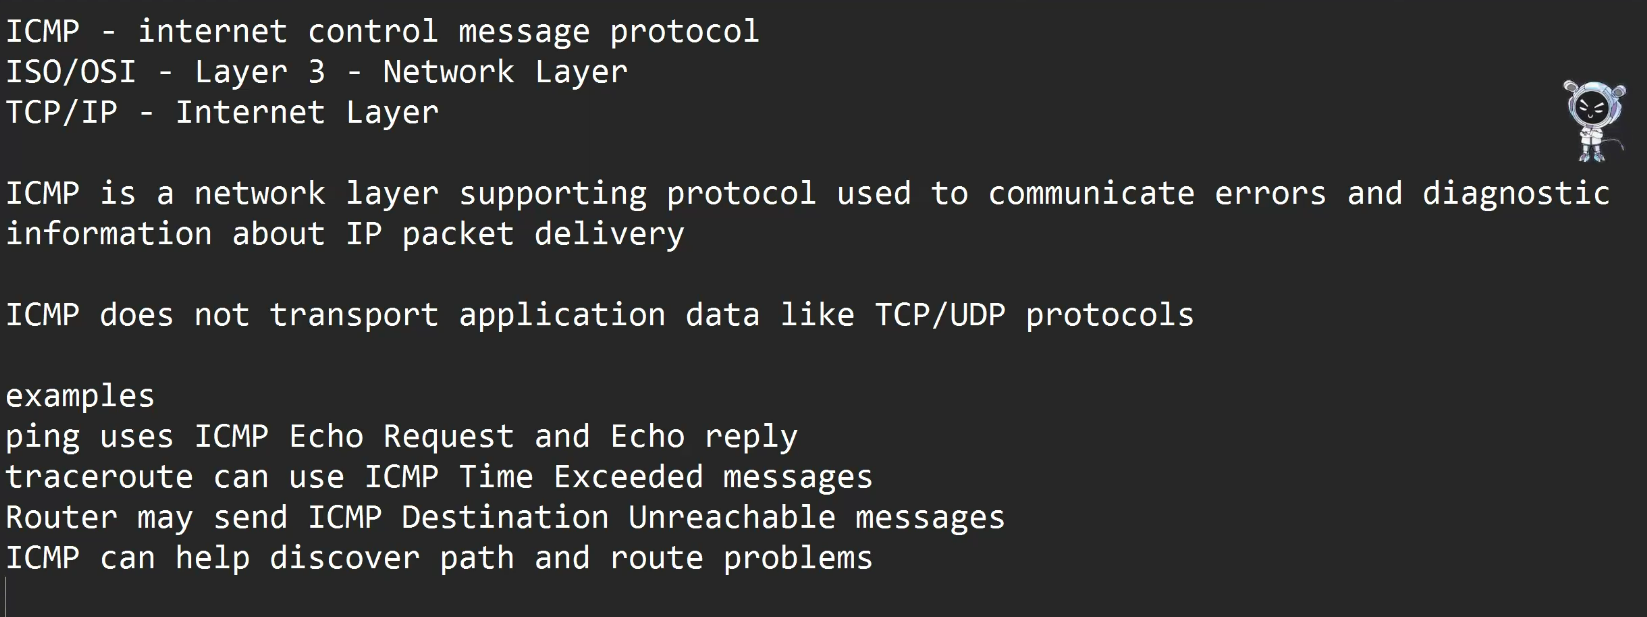 ICMP - internet control message protocol
ISO/OSI - Layer 3 - Network Layer
TCP/IP - Internet Layer
ICMP is a network layer supporting protocol used to communicate errors and diagnostic
information about IP packet delivery
ICMP does not transport application data like TCP/UDP protocols
examples
ping uses ICMP Echo Request and Echo reply
traceroute can use ICMP Time Exceeded messages
Router may send ICMP Destination Unreachable messages
ICMP can help discover path and route problems